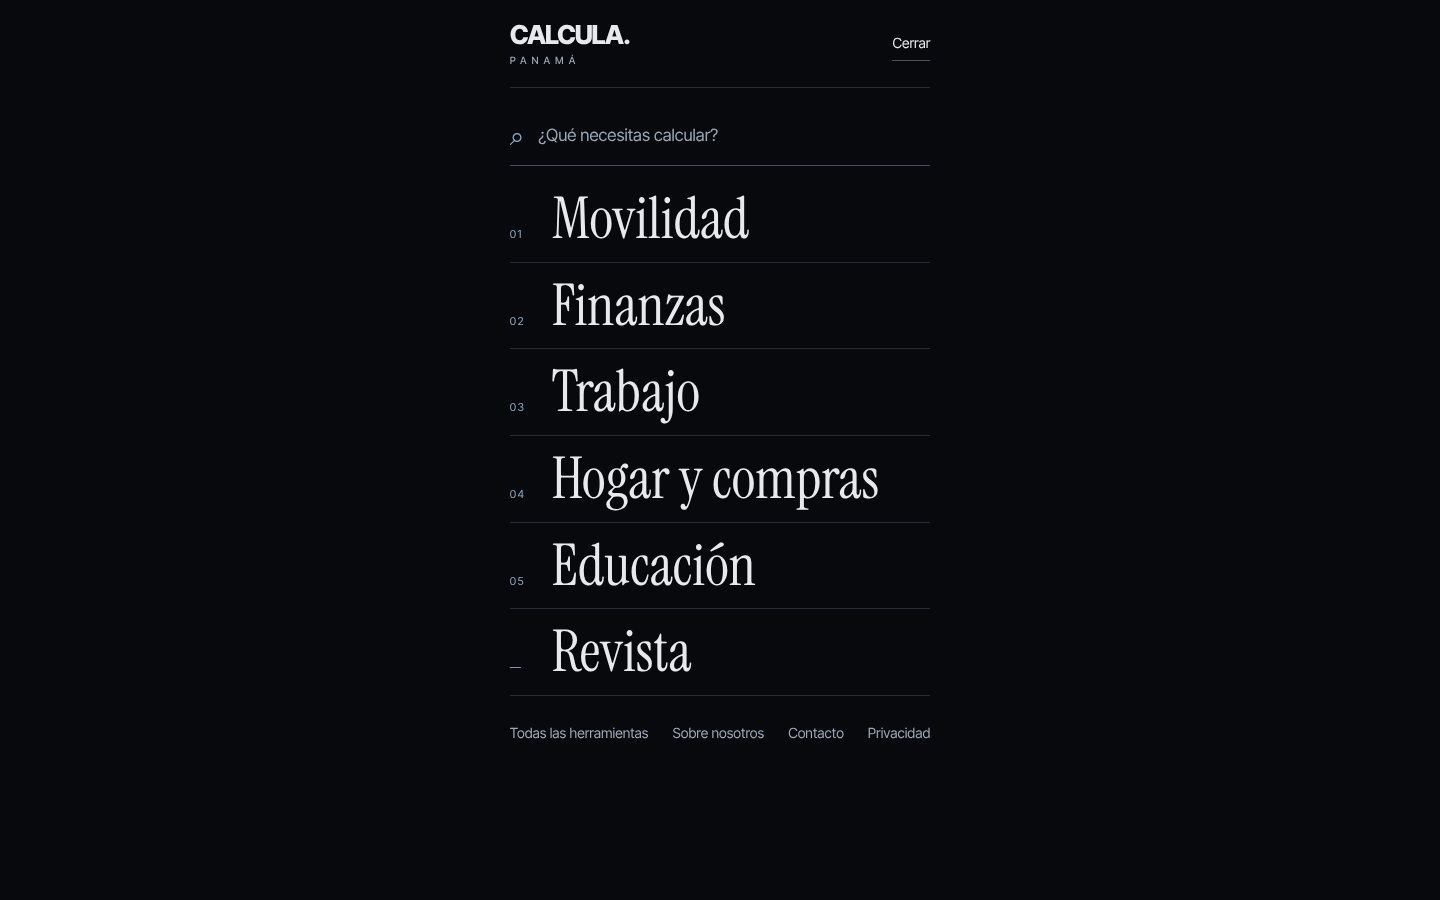 CALCULA.
PANAMÁ
Cerrar
¿Qué necesitas calcular?
01 Movilidad
02 Finanzas
03 Trabajo
04 Hogar y compras
05 Educación
— Revista
Todas las herramientas Sobre nosotros Contacto Privacidad